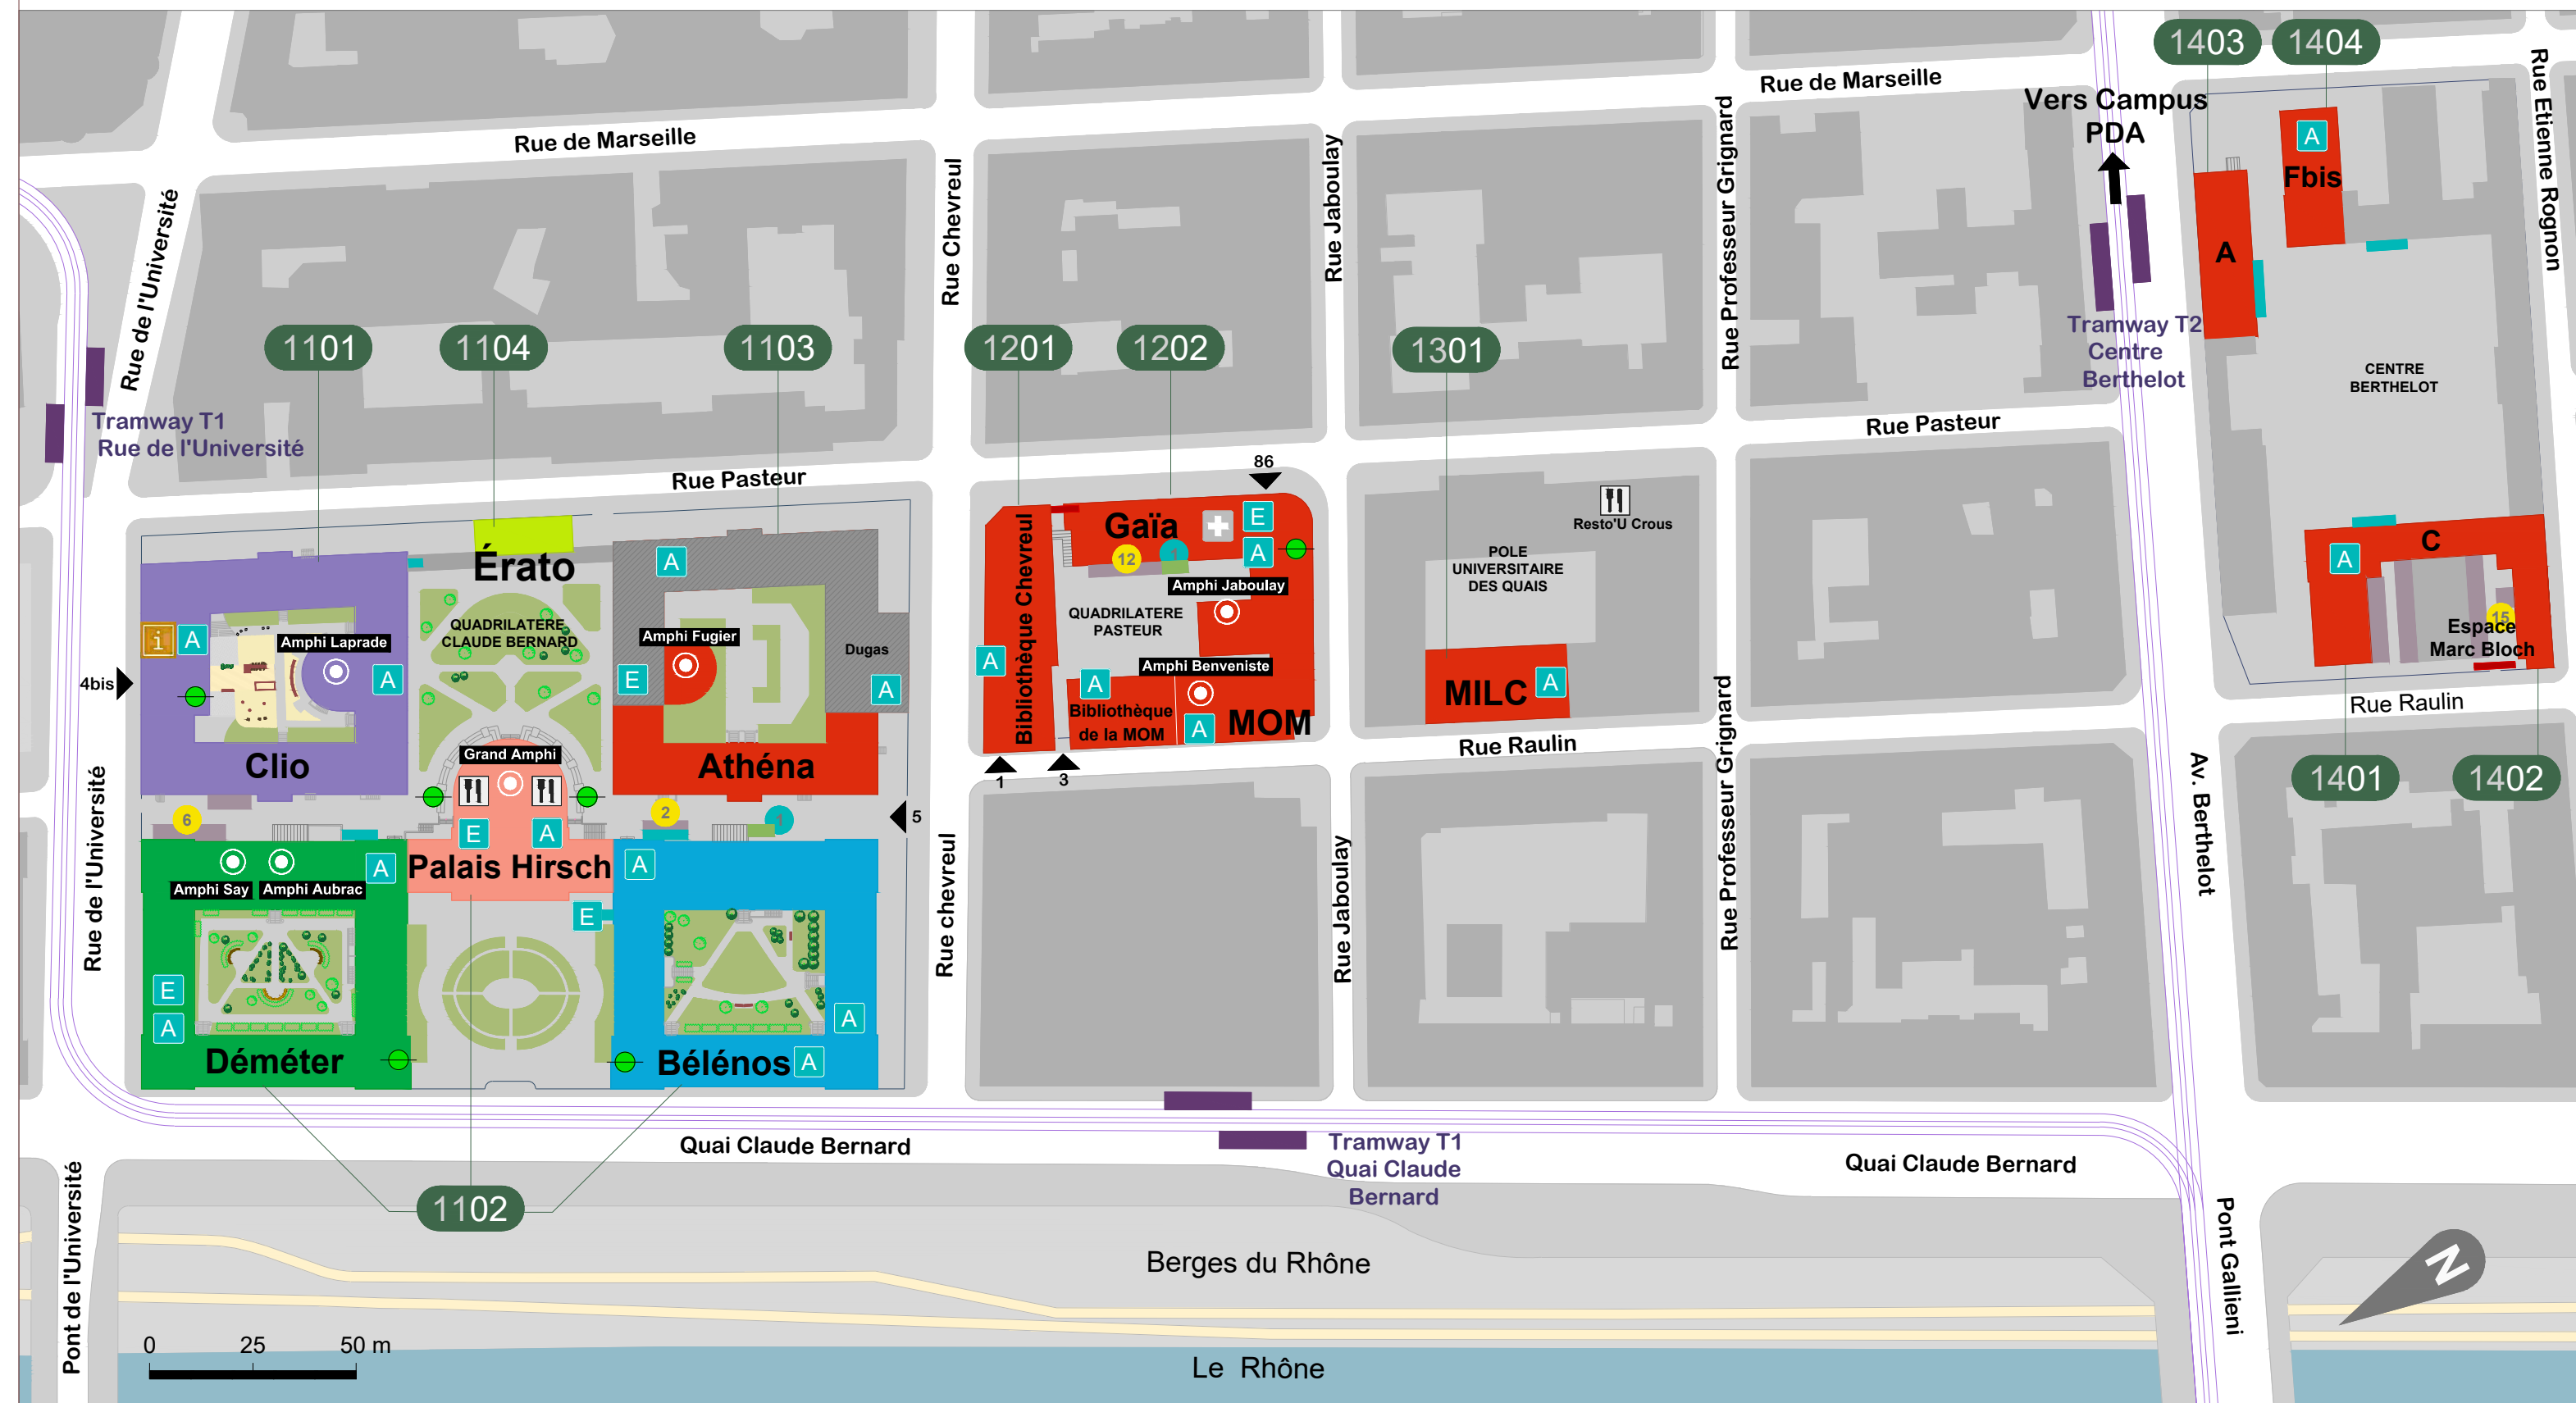 1403
1404
Rue de Marseille
Rue de Marseille
Vers Campus
PDA
Rue Etienne Rognon
Rue de l'Université
Rue Chevreul
Rue Jaboulay
Rue Professeur Grignard
A
Fbis
A
Tramway T2
Centre
Berthelot
CENTRE
BERTHELOT
1101
1104
1103
1201
1202
1301
Tramway T1
Rue de l'Université
Rue Pasteur
Rue Pasteur
86
Érato
A
QUADRILATERE
CLAUDE BERNARD
i
A
Amphi Laprade
A
4bis
Clio
Amphi Fugier
E
Dugas
A
Athéna
Grand Amphi
Bibliothèque Chevreul
A
Gaïa
E
A
12
1
Amphi Jaboulay
QUADRILATERE
PASTEUR
Amphi Benveniste
A
Bibliothèque
de la MOM
A
MOM
1
3
Resto'U Crous
POLE
UNIVERSITAIRE
DES QUAIS
MILC
A
Rue Raulin
C
A
15
Espace
Marc Bloch
Rue Raulin
1401
1402
6
2
1
5
E
A
Palais Hirsch
A
E
Amphi Say
Amphi Aubrac
A
E
A
Déméter
A
Bélénos
A
Rue de l'Université
Rue chevreul
Rue Jaboulay
Rue Professeur Grignard
Av. Berthelot
Quai Claude Bernard
Tramway T1
Quai Claude
Bernard
Quai Claude Bernard
1102
Pont de l'Université
Pont Gallieni
Berges du Rhône
N
0 25 50 m
Le Rhône